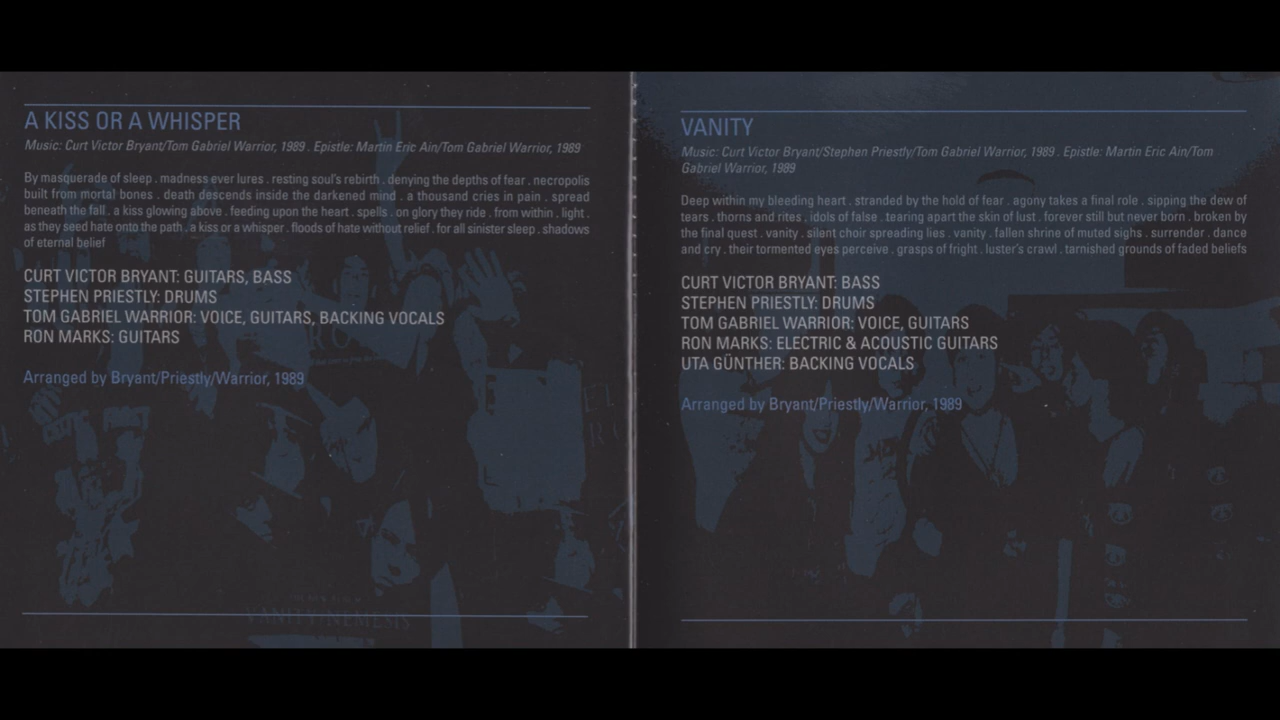 A KISS OR A WHISPER
Music: Curt Victor Bryant/Tom Gabriel Warrior, 1989 . Epistle: Martin Eric Ain/Tom Gabriel Warrior, 1989
By masquerade of sleep . madness ever lures . resting soul's rebirth . denying the depths of fear . necropolis
built from mortal bones . death descends inside the darkened mind . a thousand cries in pain . spread
beneath the fall . a kiss glowing above . feeding upon the heart . spells . on glory they ride . from within . light .
as they seed hate onto the path . a kiss or a whisper . floods of hate without relief . for all sinister sleep . shadows
of eternal belief
CURT VICTOR BRYANT: GUITARS, BASS
STEPHEN PRIESTLY: DRUMS
TOM GABRIEL WARRIOR: VOICE, GUITARS, BACKING VOCALS
RON MARKS: GUITARS
Arranged by Bryant/Priestly/Warrior, 1989
VANITY/NEMESIS
VANITY
Music: Curt Victor Bryant/Stephen Priestly/Tom Gabriel Warrior, 1989 . Epistle: Martin Eric Ain/Tom
Gabriel Warrior, 1989
Deep within my bleeding heart . stranded by the hold of fear . agony takes a final role . sipping the dew of
tears . thorns and rites . idols of false . tearing apart the skin of lust . forever still but never born . broken by
the final quest . vanity . silent choir spreading lies . vanity . fallen shrine of muted sighs . surrender . dance
and cry . their tormented eyes perceive . grasps of fright . luster's crawl . tarnished grounds of faded beliefs
CURT VICTOR BRYANT: BASS
STEPHEN PRIESTLY: DRUMS
TOM GABRIEL WARRIOR: VOICE, GUITARS
RON MARKS: ELECTRIC & ACOUSTIC GUITARS
UTA GÜNTHER: BACKING VOCALS
Arranged by Bryant/Priestly/Warrior, 1989